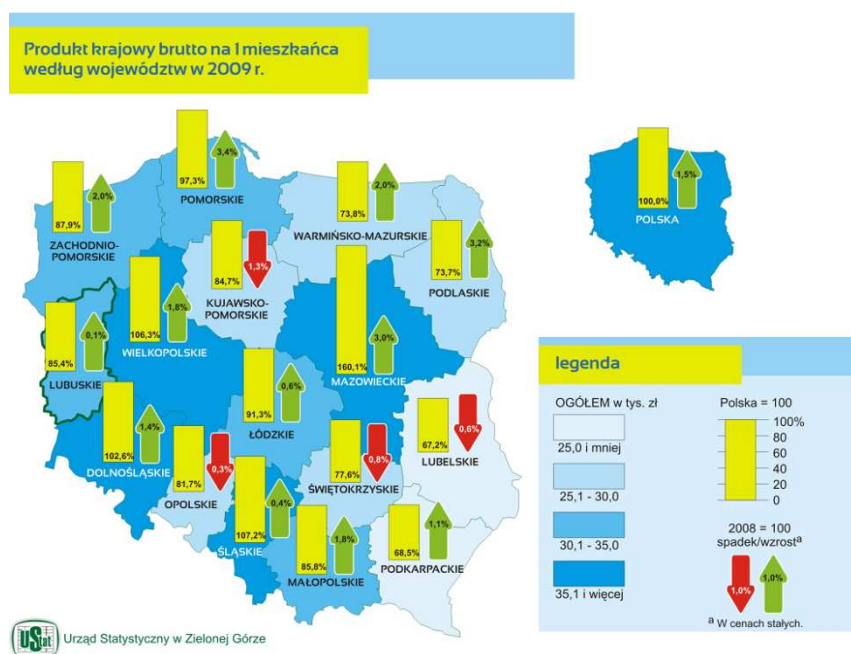 Produkt krajowy brutto na 1 mieszkańca
według województw w 2009 r.
97,3%
3,4%
POMORSKIE
87,9%
2,0%
ZACHODNIO-
POMORSKIE
73,8%
2,0%
WARMIŃSKO-MAZURSKIE
100,0%
1,5%
POLSKA
84,7%
1,3%
KUJAWSKO-
POMORSKIE
73,7%
3,2%
PODLASKIE
106,3%
1,8%
WIELKOPOLSKIE
160,1%
3,0%
MAZOWIECKIE
85,4%
0,1%
LUBUSKIE
91,3%
0,6%
ŁÓDZKIE
102,6%
1,4%
DOLNOŚLĄSKIE
67,2%
0,6%
LUBELSKIE
81,7%
0,3%
OPOLSKIE
77,6%
0,8%
ŚWIĘTOKRZYSKIE
107,2%
0,4%
ŚLĄSKIE
85,8%
1,8%
MAŁOPOLSKIE
68,5%
1,1%
PODKARPACKIE
legenda
OGÓŁEM w tys. zł
25,0 i mniej
25,1 - 30,0
30,1 - 35,0
35,1 i więcej
Polska = 100
100%
80
60
40
20
0
2008 = 100
spadek/wzrostᵃ
1,0%
1,0%
ᵃ W cenach stałych.
UStat
Urząd Statystyczny w Zielonej Górze